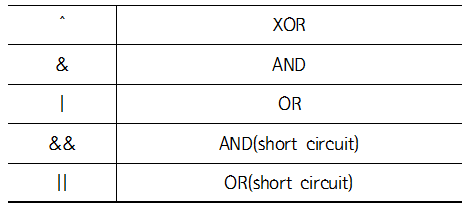 ^ XOR
& AND
| OR
&& AND(short circuit)
|| OR(short circuit)